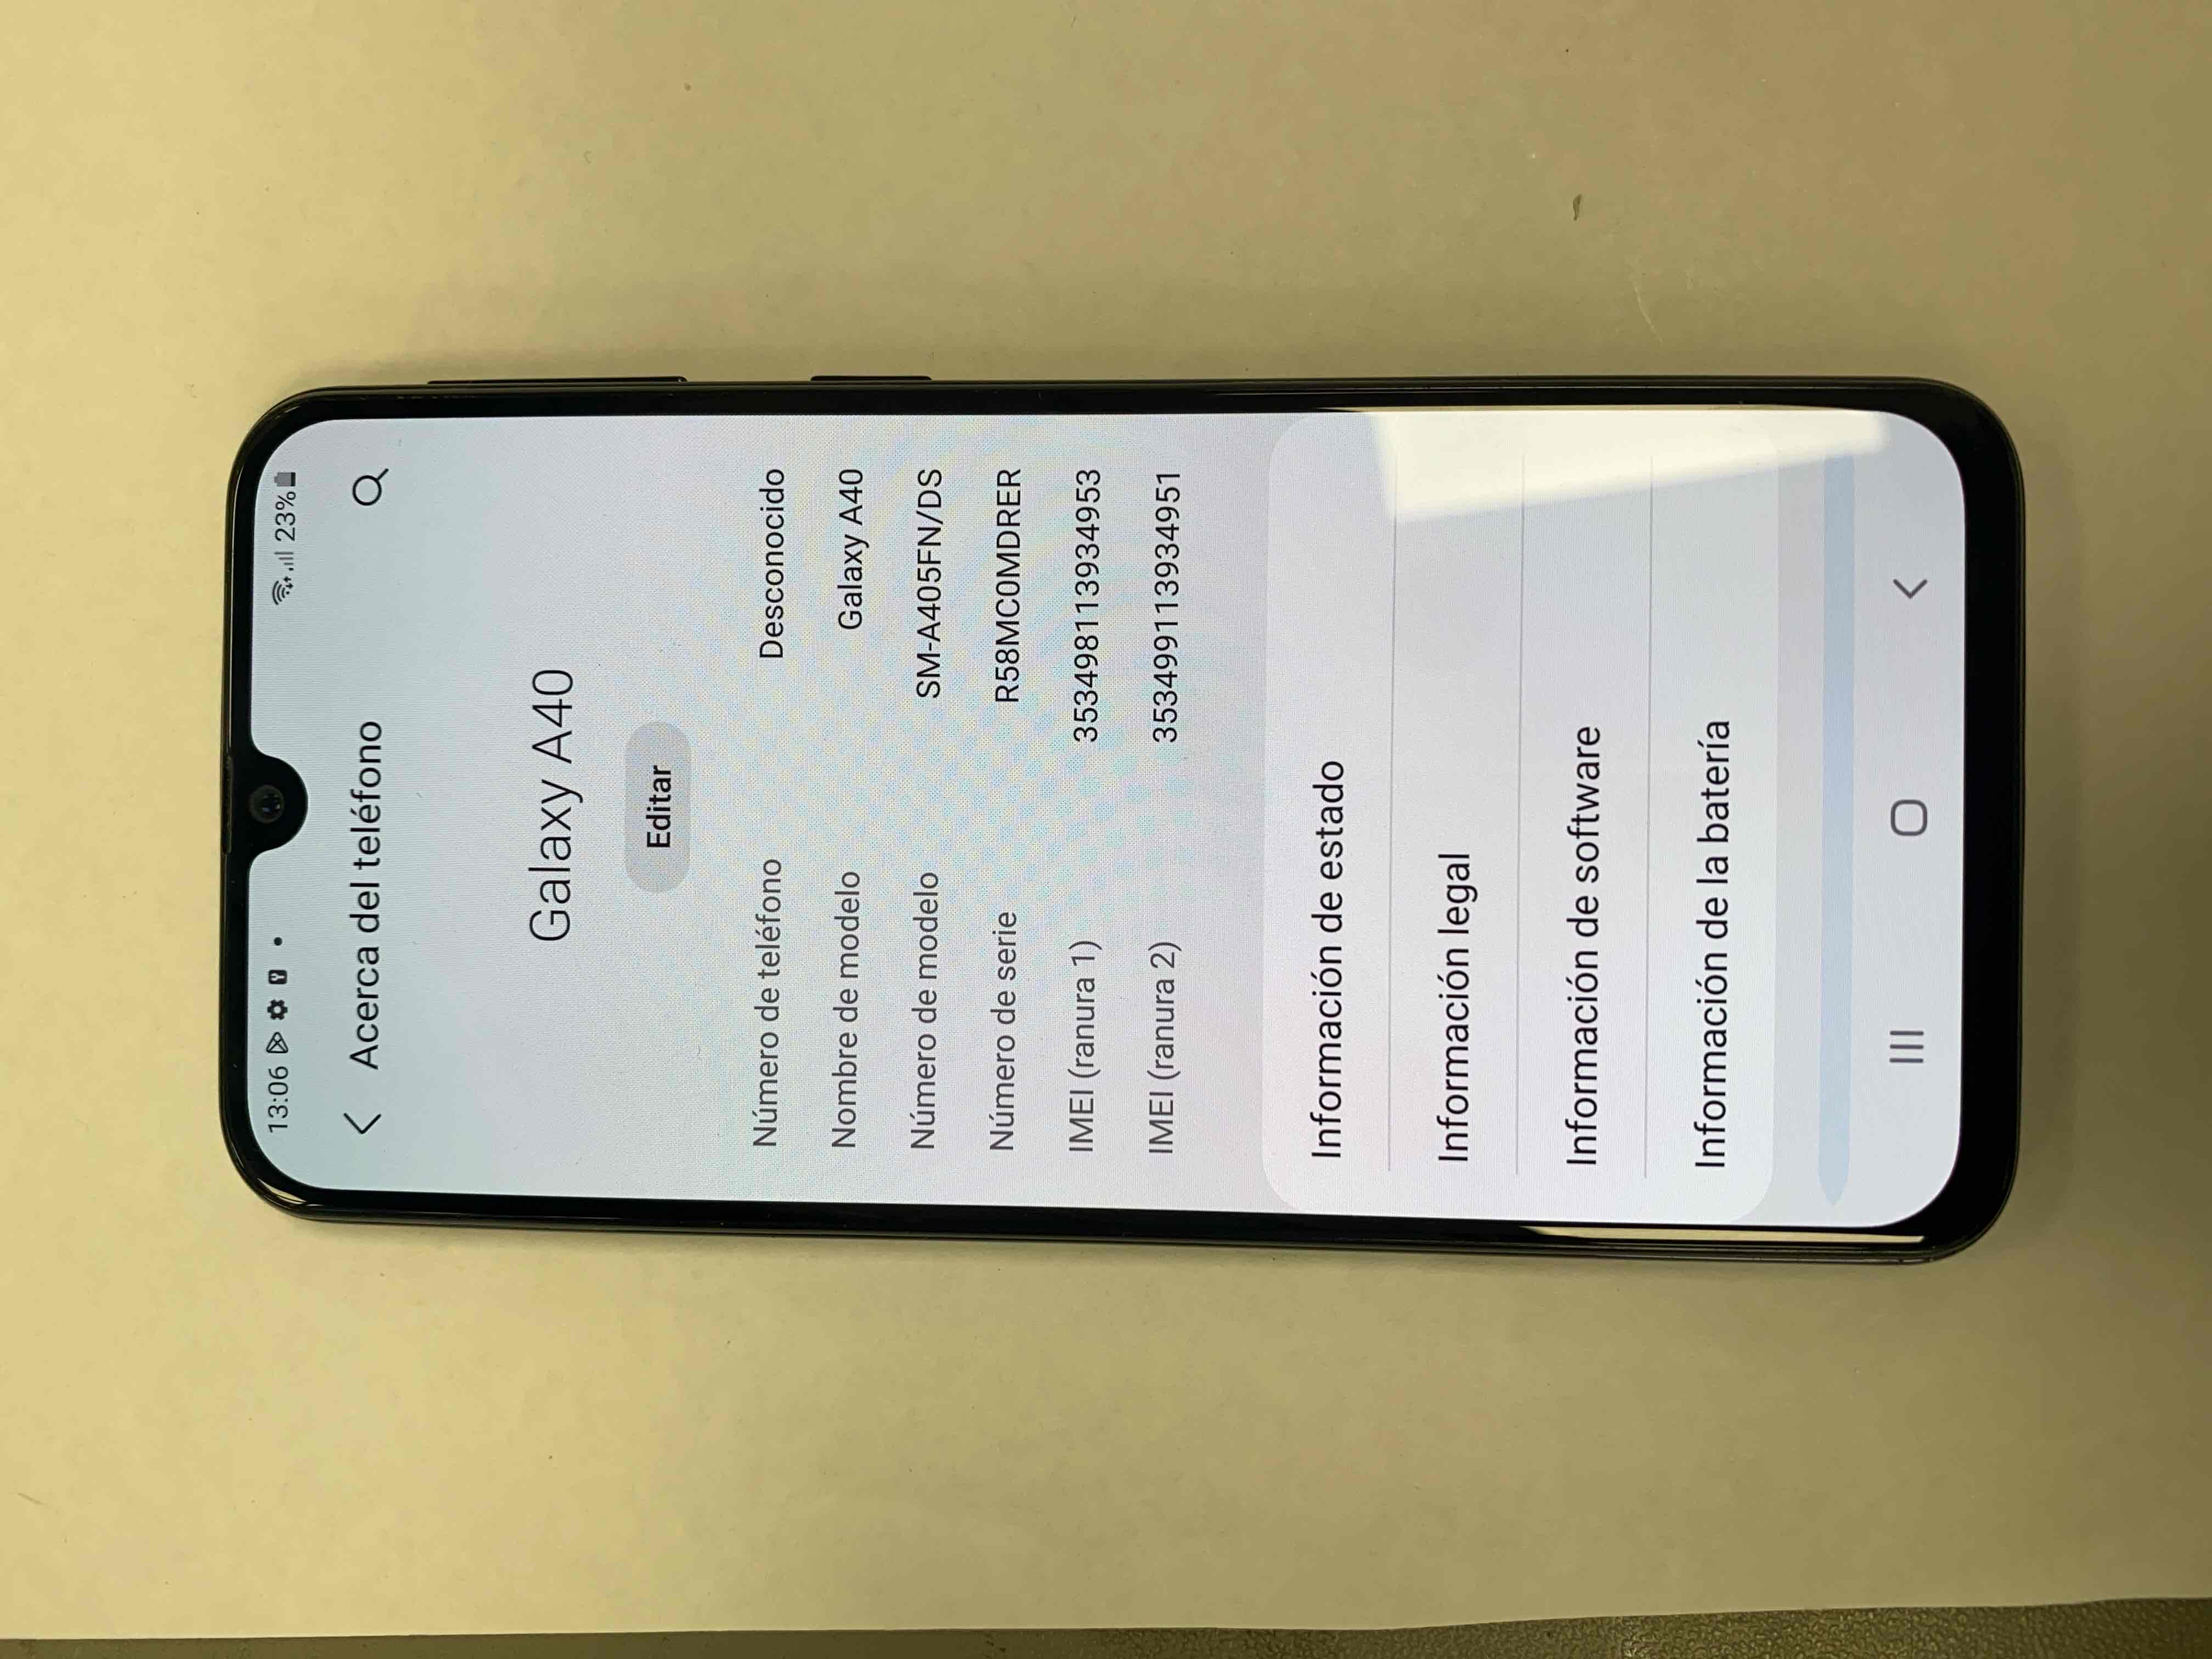 13:06 23%
Acerca del teléfono
Galaxy A40
Editar
Número de teléfono Desconocido
Nombre de modelo Galaxy A40
Número de modelo SM-A405FN/DS
Número de serie R58MC0MDRER
IMEI (ranura 1) 353498113934953
IMEI (ranura 2) 353499113934951
Información de estado
Información legal
Información de software
Información de la batería